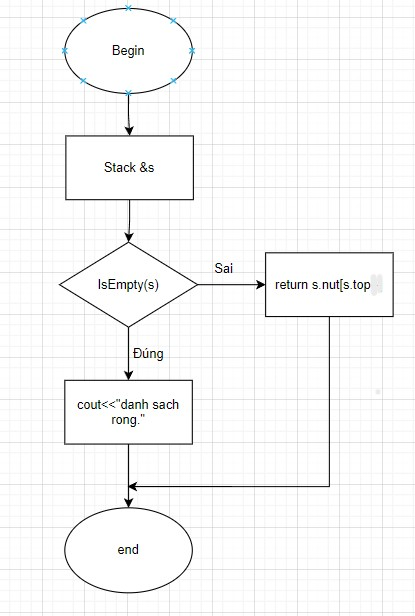 Begin
Stack &s
IsEmpty(s)
Sai
return s.nut[s.top
Đúng
cout<<"danh sach
rong."
end